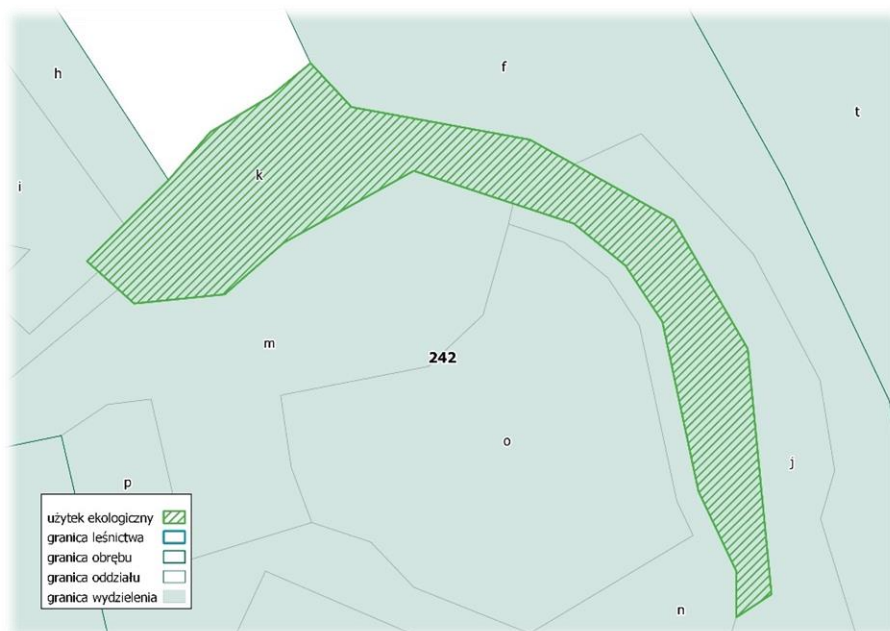 f
h
t
k
i
m
242
o
j
p
użytek ekologiczny
granica leśnictwa
granica obrębu
granica oddziału
granica wydzielenia
n